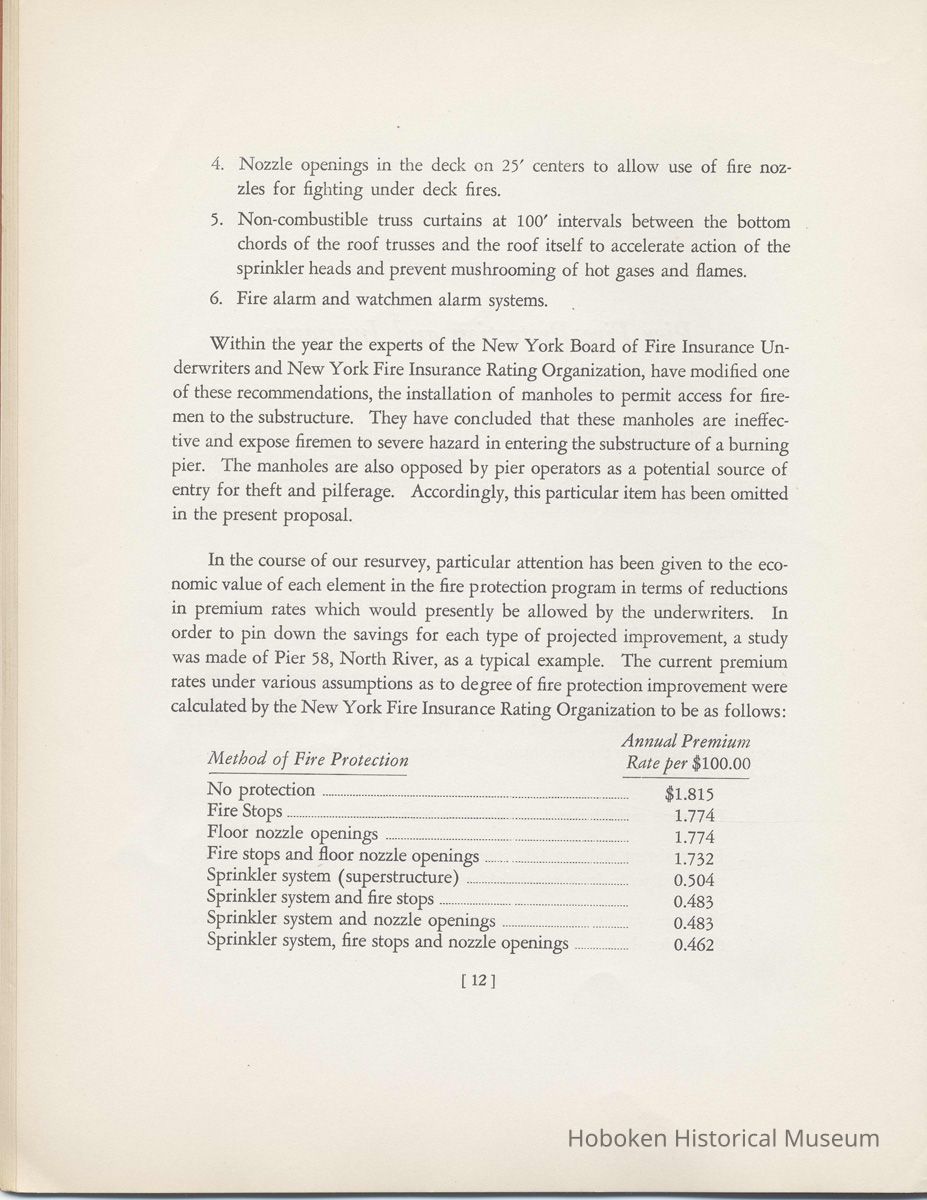 4. Nozzle openings in the deck on 25′ centers to allow use of fire noz-
zles for fighting under deck fires.
5. Non-combustible truss curtains at 100′ intervals between the bottom
chords of the roof trusses and the roof itself to accelerate action of the
sprinkler heads and prevent mushrooming of hot gases and flames.
6. Fire alarm and watchmen alarm systems.
Within the year the experts of the New York Board of Fire Insurance Un-
derwriters and New York Fire Insurance Rating Organization, have modified one
of these recommendations, the installation of manholes to permit access for fire-
men to the substructure. They have concluded that these manholes are ineffec-
tive and expose firemen to severe hazard in entering the substructure of a burning
pier. The manholes are also opposed by pier operators as a potential source of
entry for theft and pilferage. Accordingly, this particular item has been omitted
in the present proposal.
In the course of our resurvey, particular attention has been given to the eco-
nomic value of each element in the fire protection program in terms of reductions
in premium rates which would presently be allowed by the underwriters. In
order to pin down the savings for each type of projected improvement, a study
was made of Pier 58, North River, as a typical example. The current premium
rates under various assumptions as to degree of fire protection improvement were
calculated by the New York Fire Insurance Rating Organization to be as follows:
Annual Premium
Method of Fire Protection Rate per $100.00
No protection $1.815
Fire Stops 1.774
Floor nozzle openings 1.774
Fire stops and floor nozzle openings 1.732
Sprinkler system (superstructure) 0.504
Sprinkler system and fire stops 0.483
Sprinkler system and nozzle openings 0.483
Sprinkler system, fire stops and nozzle openings 0.462
[ 12 ]
Hoboken Historical Museum